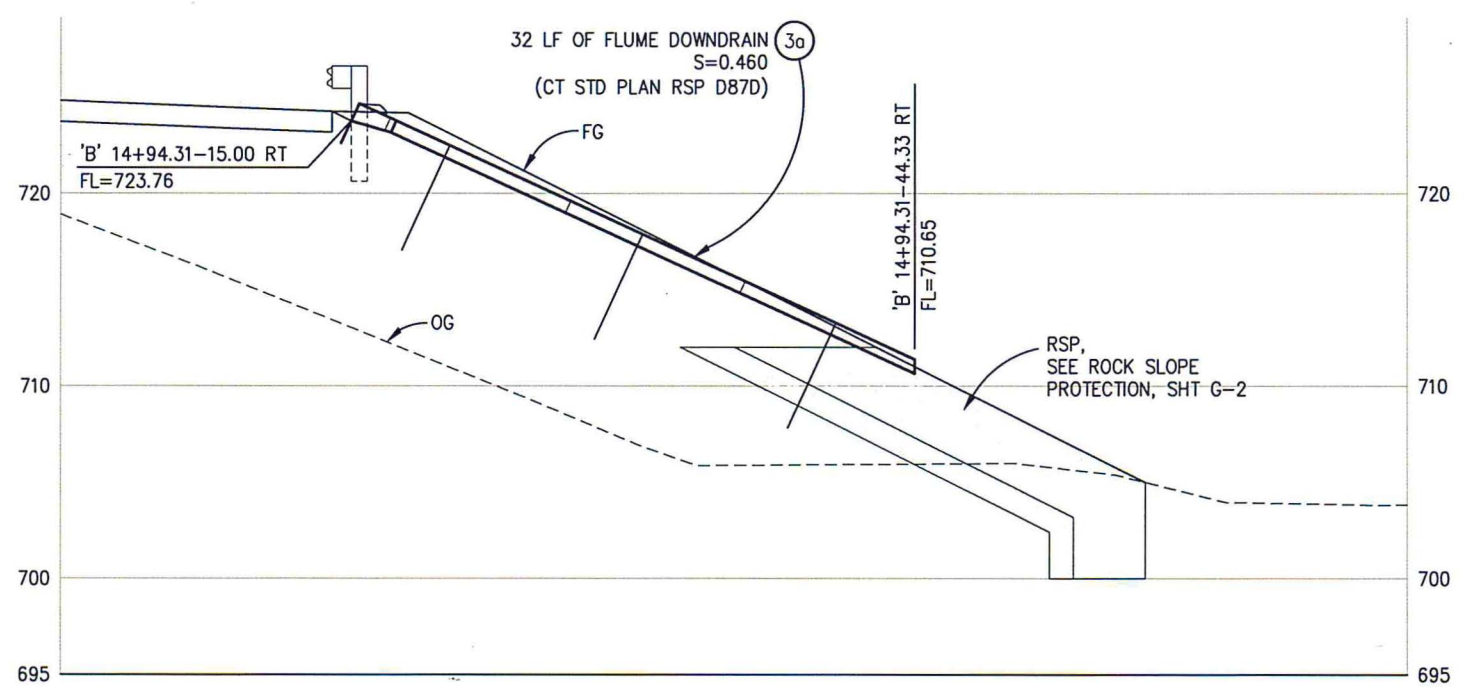 32 LF OF FLUME DOWNDRAIN 3a
S=0.460
(CT STD PLAN RSP D87D)
FG
'B' 14+94.31-15.00 RT
FL=723.76
'B' 14+94.31-44.33 RT
FL=710.65
720
720
OG
RSP,
SEE ROCK SLOPE
PROTECTION, SHT G-2
710
710
700
700
695
695